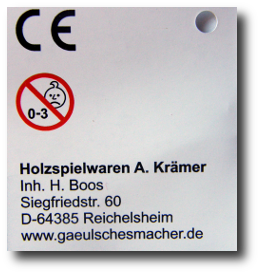 CE
0-3
Holzspielwaren A. Krämer
Inh. H. Boos
Siegfriedstr. 60
D-64385 Reichelsheim
www.gaeulschesmacher.de